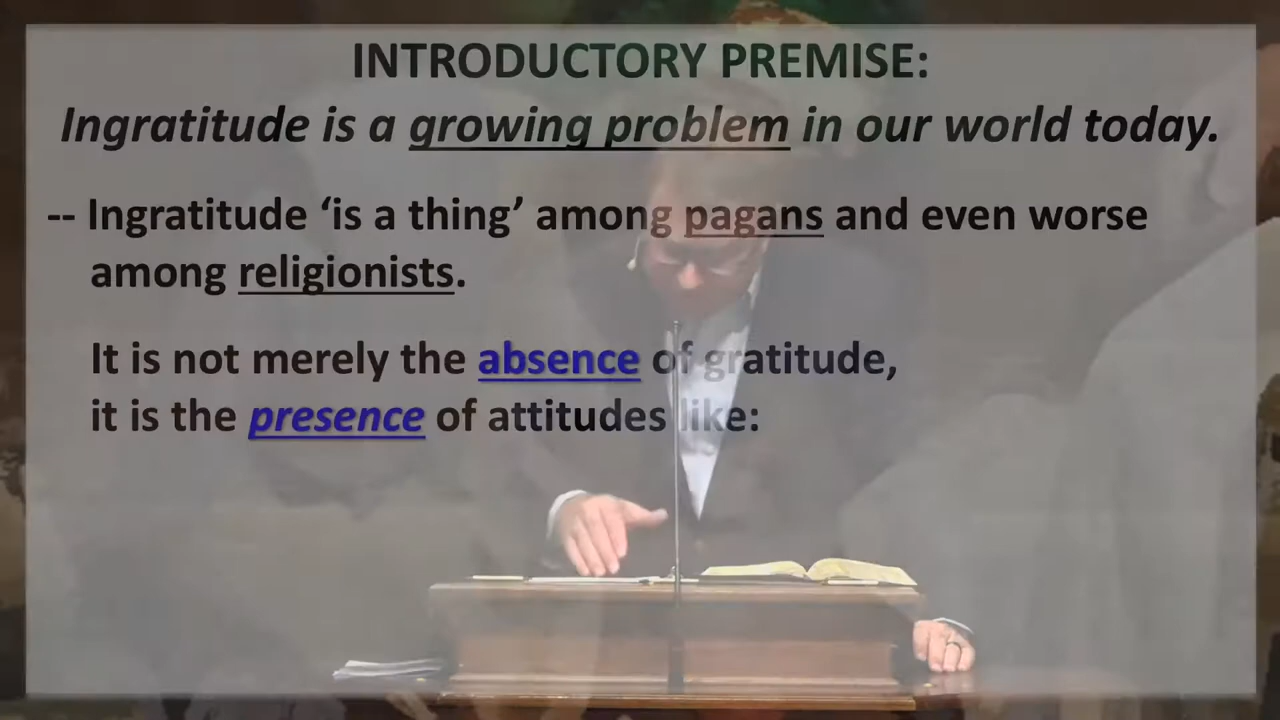 INTRODUCTORY PREMISE:
Ingratitude is a growing problem in our world today.
-- Ingratitude ‘is a thing’ among pagans and even worse
among religionists.
It is not merely the absence of gratitude,
it is the presence of attitudes like: